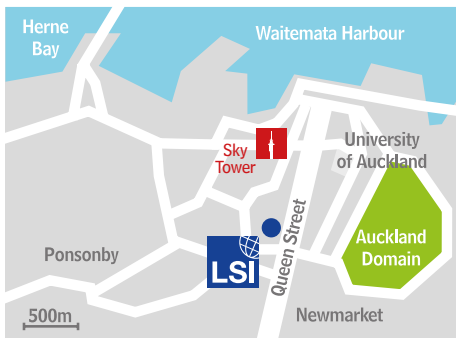 Herne
Bay
Waitemata Harbour
Sky
Tower
University
of Auckland
Queen Street
Auckland
Domain
Ponsonby
LSI
Newmarket
500m